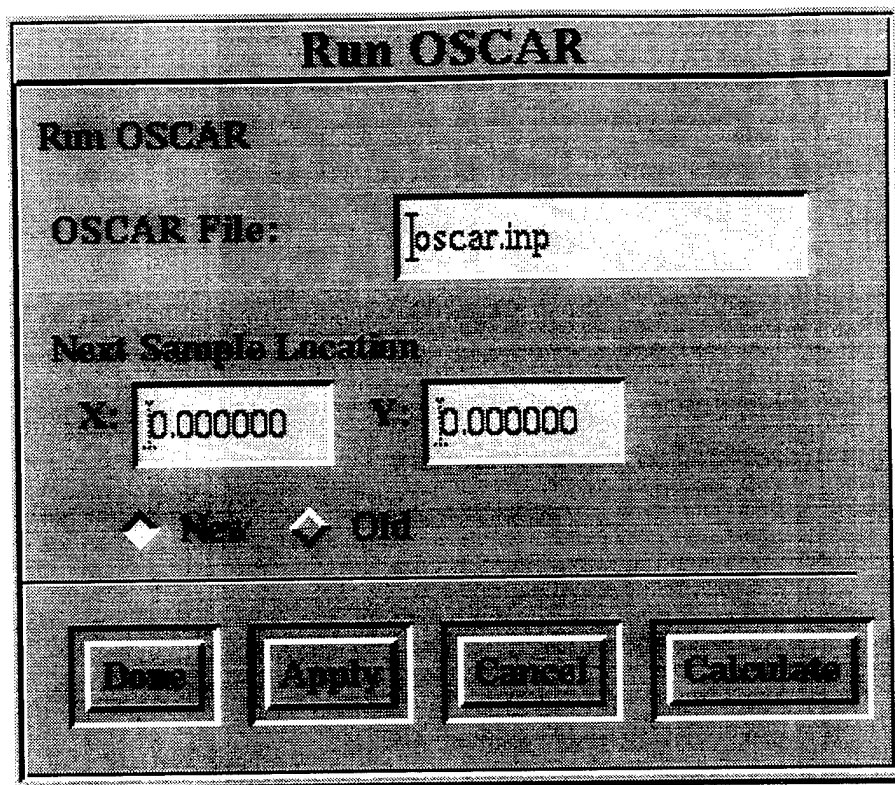 Run OSCAR
Run OSCAR
OSCAR File: oscar.inp
Next Sample Location
X: 0.000000 Y: 0.000000
New Old
Done Apply Cancel Calculate